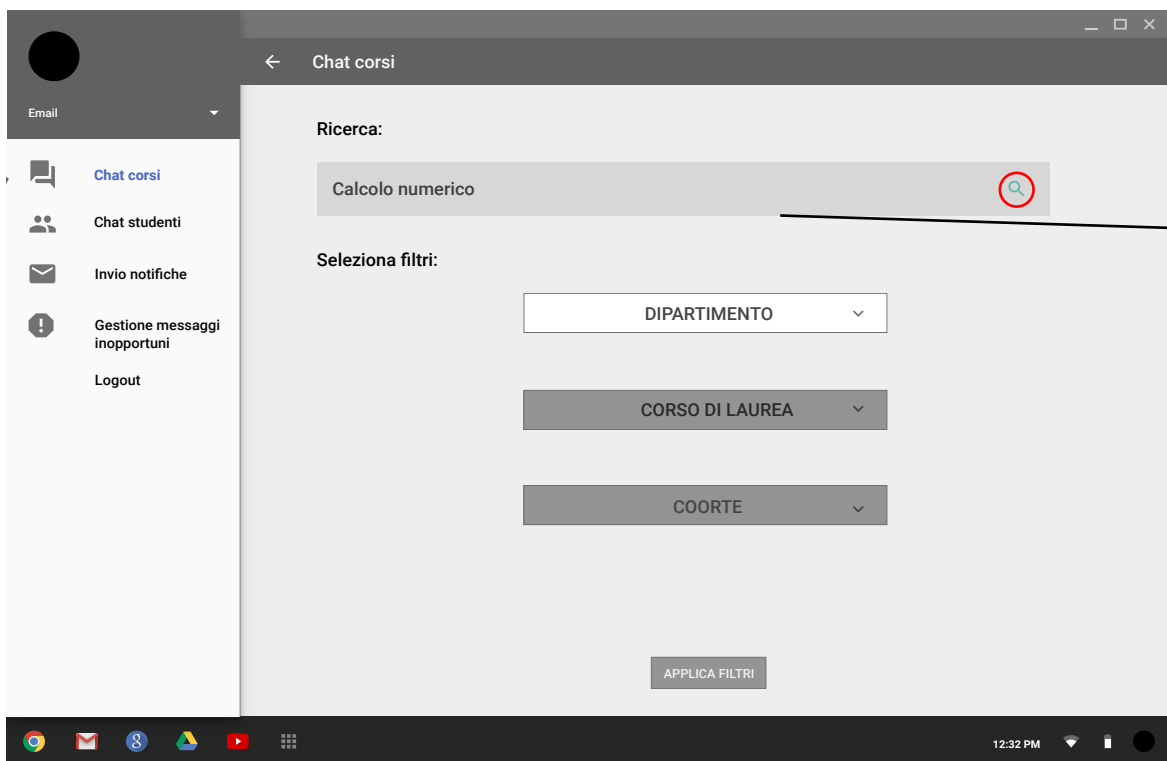 Chat corsi
Email
Ricerca:
Chat corsi
Calcolo numerico
Chat studenti
Seleziona filtri:
Invio notifiche
DIPARTIMENTO
Gestione messaggi
inopportuni
Logout
CORSO DI LAUREA
COORTE
APPLICA FILTRI
8
12:32 PM